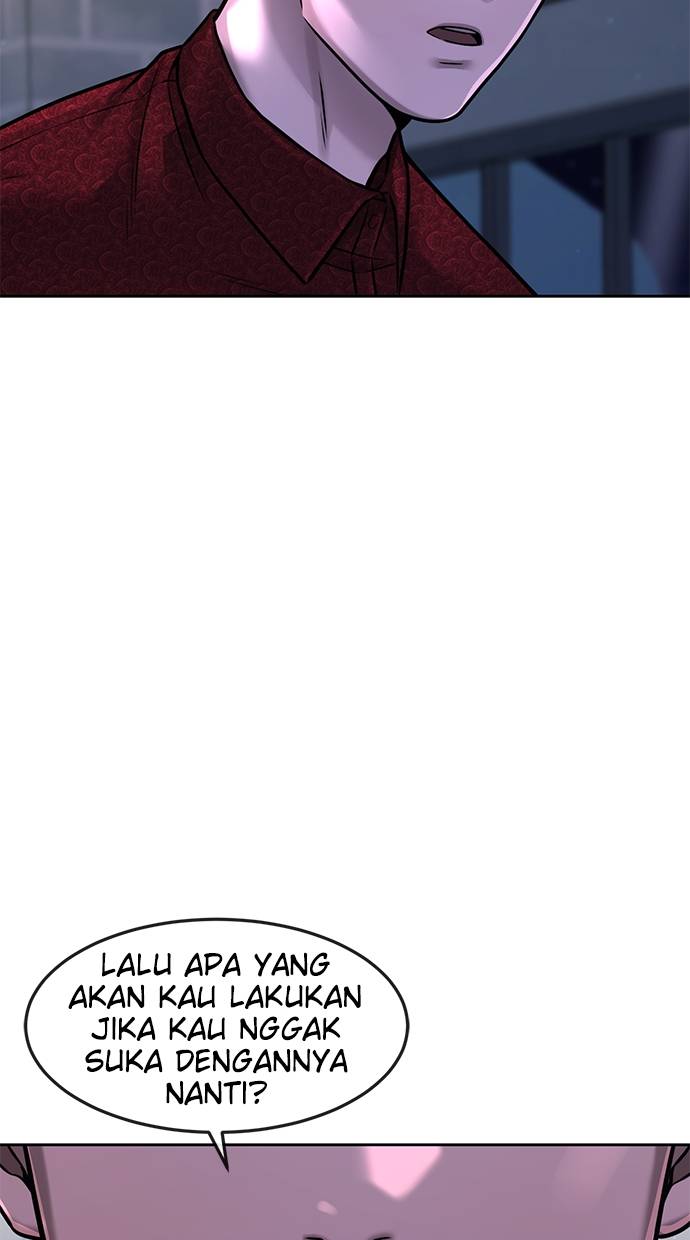 LALU APA YANG
AKAN KAU LAKUKAN
JIKA KAU NGGAK
SUKA DENGANNYA
NANTI?